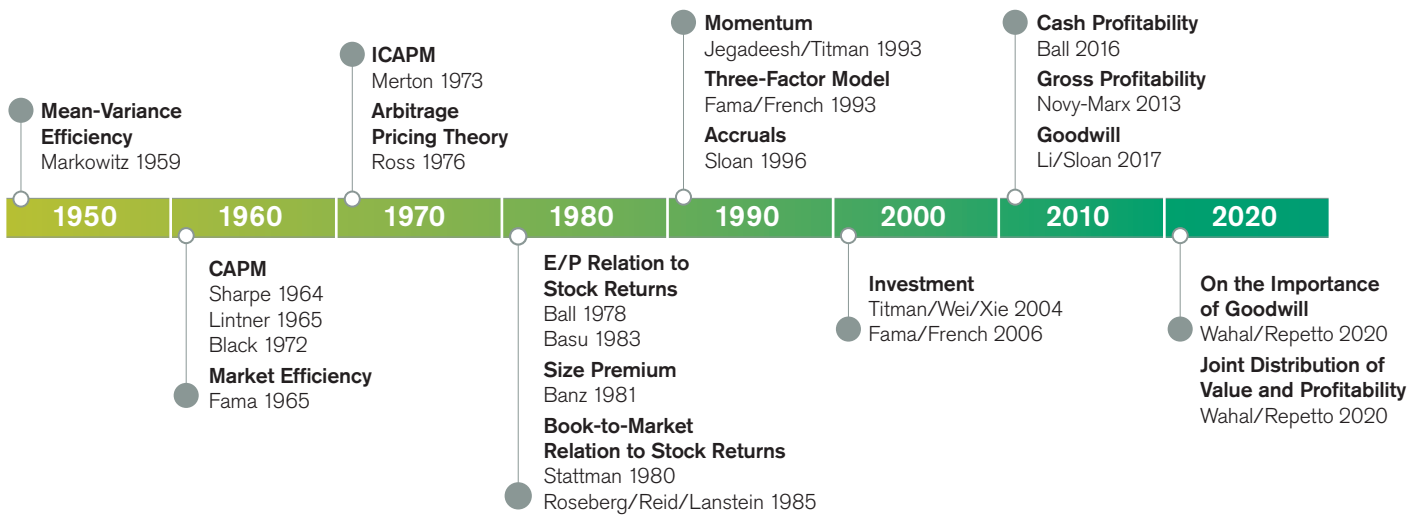 Mean-Variance
Efficiency
Markowitz 1959
ICAPM
Merton 1973
Arbitrage
Pricing Theory
Ross 1976
Momentum
Jegadeesh/Titman 1993
Three-Factor Model
Fama/French 1993
Accruals
Sloan 1996
Cash Profitability
Ball 2016
Gross Profitability
Novy-Marx 2013
Goodwill
Li/Sloan 2017
1950
1960
1970
1980
1990
2000
2010
2020
CAPM
Sharpe 1964
Lintner 1965
Black 1972
Market Efficiency
Fama 1965
E/P Relation to
Stock Returns
Ball 1978
Basu 1983
Size Premium
Banz 1981
Book-to-Market
Relation to Stock Returns
Stattman 1980
Roseberg/Reid/Lanstein 1985
Investment
Titman/Wei/Xie 2004
Fama/French 2006
On the Importance
of Goodwill
Wahal/Repetto 2020
Joint Distribution of
Value and Profitability
Wahal/Repetto 2020